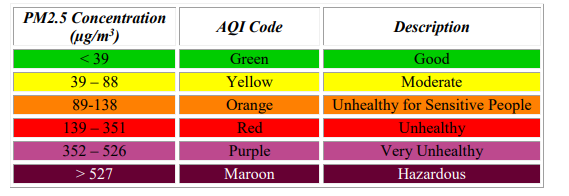 PM2.5 Concentration (µg/m³) AQI Code Description
< 39 Green Good
39 – 88 Yellow Moderate
89-138 Orange Unhealthy for Sensitive People
139 – 351 Red Unhealthy
352 – 526 Purple Very Unhealthy
> 527 Maroon Hazardous